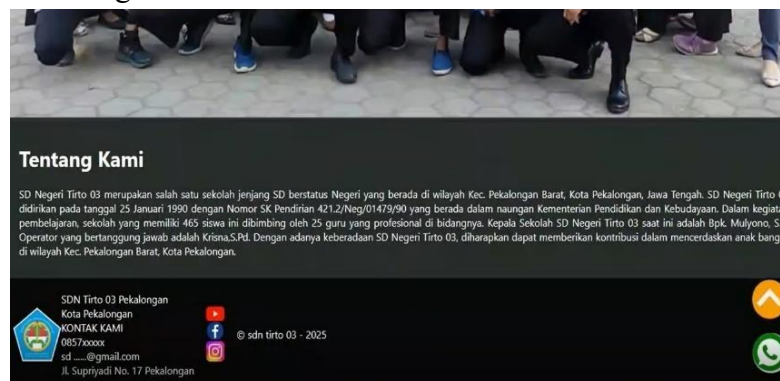 Tentang Kami
SD Negeri Tirto 03 merupakan salah satu sekolah jenjang SD berstatus Negeri yang berada di wilayah Kec. Pekalongan Barat, Kota Pekalongan, Jawa Tengah. SD Negeri Tirto
didirikan pada tanggal 25 Januari 1990 dengan Nomor SK Pendirian 421.2/Neg/01479/90 yang berada dalam naungan Kementerian Pendidikan dan Kebudayaan. Dalam kegiat
pembelajaran, sekolah yang memiliki 465 siswa ini dibimbing oleh 25 guru yang profesional di bidangnya. Kepala Sekolah SD Negeri Tirto 03 saat ini adalah Bpk. Mulyono, S.
Operator yang bertanggung jawab adalah Krisna,S.Pd. Dengan adanya keberadaan SD Negeri Tirto 03, diharapkan dapat memberikan kontribusi dalam mencerdaskan anak bang
di wilayah Kec. Pekalongan Barat, Kota Pekalongan.
SDN Tirto 03 Pekalongan
Kota Pekalongan
KONTAK KAMI
0857xxxxx
sd ......@gmail.com
Jl. Supriyadi No. 17 Pekalongan
© sdn tirto 03 - 2025